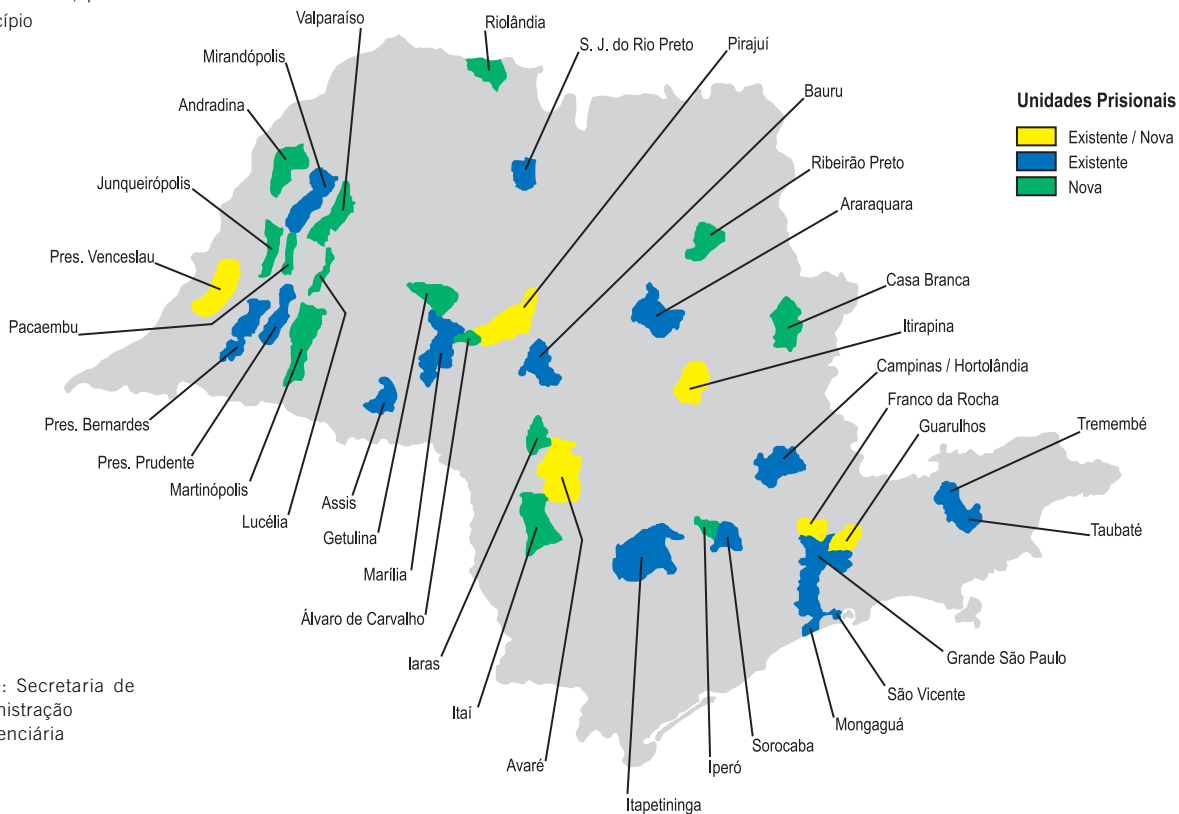 cípio
Valparaíso
Riolândia
S. J. do Rio Preto
Pirajuí
Mirandópolis
Bauru
Andradina
Unidades Prisionais
Existente / Nova
Existente
Nova
Ribeirão Preto
Junqueirópolis
Araraquara
Pres. Venceslau
Casa Branca
Itirapina
Pacaembu
Campinas / Hortolândia
Franco da Rocha
Guarulhos
Tremembé
Pres. Bernardes
Pres. Prudente
Martinópolis
Assis
Lucélia
Getulina
Taubaté
Marília
Álvaro de Carvalho
Iaras
Grande São Paulo
: Secretaria de
nistração
enciária
São Vicente
Itaí
Mongaguá
Sorocaba
Avaré
Iperó
Itapetininga